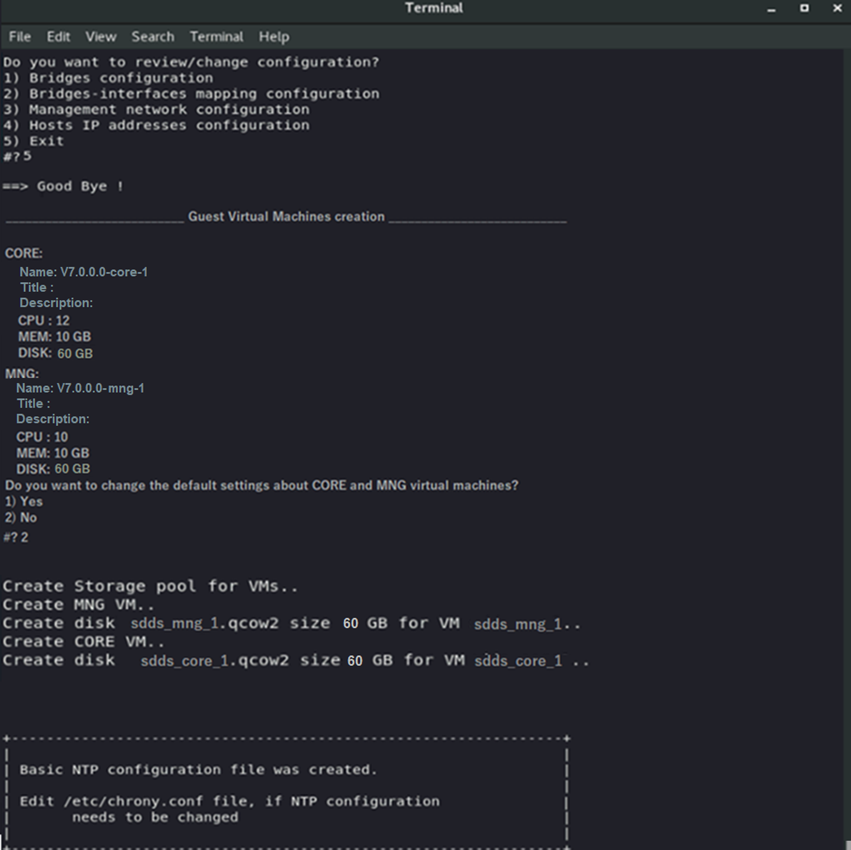 Terminal
File Edit View Search Terminal Help
Do you want to review/change configuration?
1) Bridges configuration
2) Bridges-interfaces mapping configuration
3) Management network configuration
4) Hosts IP addresses configuration
5) Exit
#?5
==> Good Bye !
___________________________ Guest Virtual Machines creation ___________________________
CORE:
Name: V7.0.0.0-core-1
Title :
Description:
CPU : 12
MEM: 10 GB
DISK: 60 GB
MNG:
Name: V7.0.0.0-mng-1
Title :
Description:
CPU : 10
MEM: 10 GB
DISK: 60 GB
Do you want to change the default settings about CORE and MNG virtual machines?
1) Yes
2) No
#? 2
Create Storage pool for VMs..
Create MNG VM..
Create disk sdds_mng_1.qcow2 size 60 GB for VM sdds_mng_1..
Create CORE VM..
Create disk sdds_core_1.qcow2 size 60 GB for VM sdds_core_1 ..
+----------------------------------------------------------------+
| Basic NTP configuration file was created. |
| Edit /etc/chrony.conf file, if NTP configuration |
| needs to be changed |
+----------------------------------------------------------------+